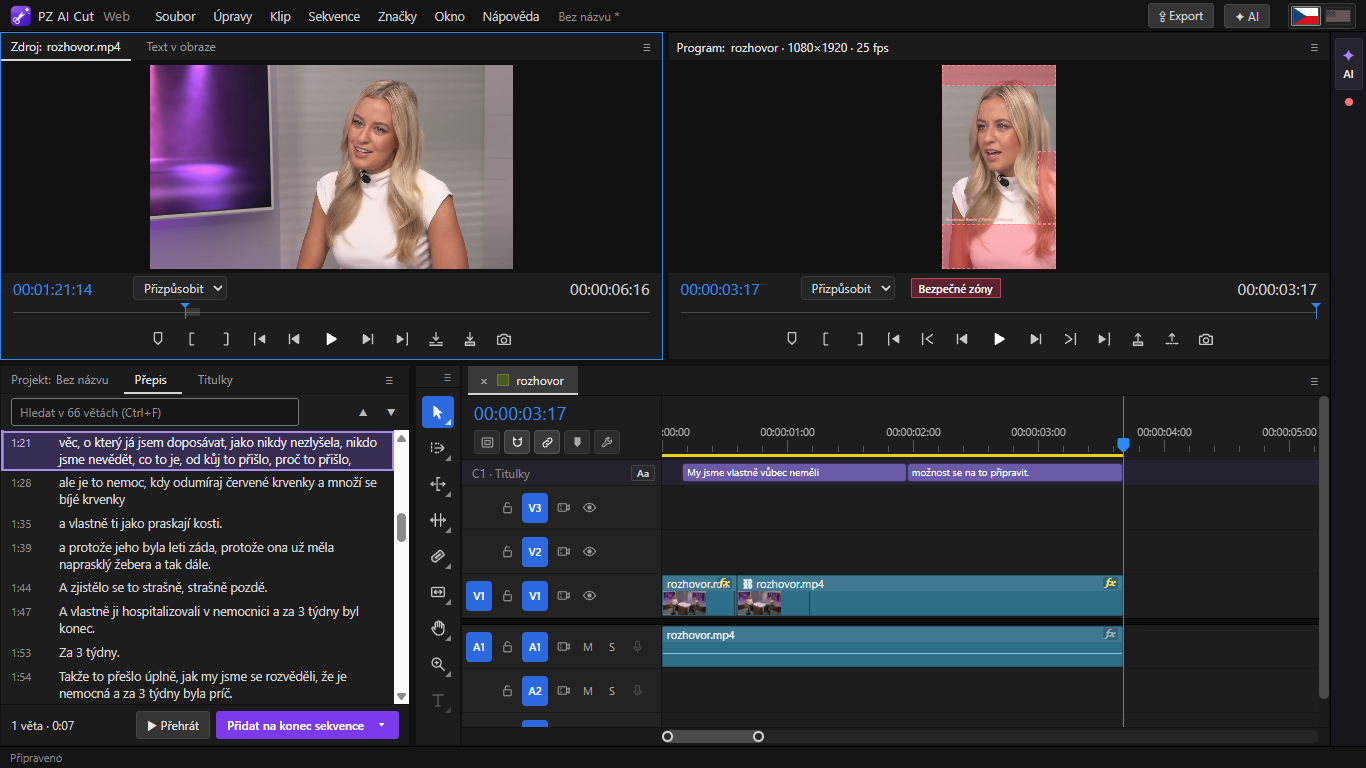 PZ AI Cut Web Soubor Úpravy Klip Sekvence Značky Okno Nápověda Bez názvu * Export AI
Zdroj: rozhovor.mp4 Text v obraze
Program: rozhovor · 1080×1920 · 25 fps
AI
00:01:21:14 Přizpůsobit 00:00:06:16
00:00:03:17 Přizpůsobit Bezpečné zóny 00:00:03:17
Projekt: Bez názvu Přepis Titulky
Hledat v 66 větách (Ctrl+F)
1:21 věc, o který já jsem doposávat, jako nikdy nezlyšela, nikdo
jsme nevědět, co to je, od kůj to přišlo, proč to přišlo,
1:28 ale je to nemoc, kdy odumíraj červené krvenky a množí se
bíjé krvenky
1:35 a vlastně ti jako praskají kosti.
1:39 a protože jeho byla leti záda, protože ona už měla
napraský žebera a tak dále.
1:44 A zjistělo se to strašně, strašně pozdě.
1:47 A vlastně ji hospitalizovali v nemocnici a za 3 týdny byl
konec.
1:53 Za 3 týdny.
1:54 Takže to přešlo úplně, jak my jsme se rozvěděli, že je
nemocná a za 3 týdny byla príč.
1 věta · 0:07 Přehrát Přidat na konec sekvence
rozhovor
00:00:03:17
:00:00 00:00:01:00 00:00:02:00 00:00:03:00 00:00:04:00 00:00:05:00
C1 · Titulky Aa My jsme vlastně vůbec neměli možnost se na to připravit.
V3
V2
V1 V1 rozhovor.m fx rozhovor.mp4 fx
A1 A1 M S rozhovor.mp4 fx
A2 M S
Připraveno